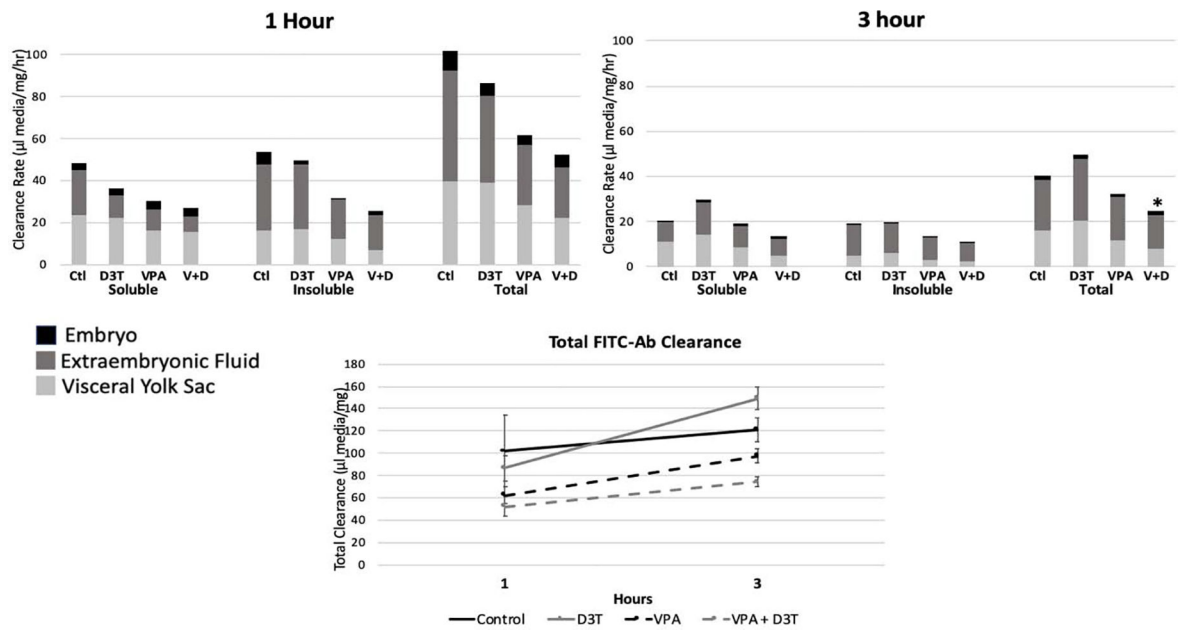 1 Hour
Clearance Rate (µl media/mg/hr)
100
80
60
40
20
0
Ctl D3T VPA V+D Ctl D3T VPA V+D Ctl D3T VPA V+D
Soluble Insoluble Total
3 hour
Clearance Rate (µl media/mg/hr)
100
80
60
40
20
0
*
Ctl D3T VPA V+D Ctl D3T VPA V+D Ctl D3T VPA V+D
Soluble Insoluble Total
Embryo
Extraembryonic Fluid
Visceral Yolk Sac
Total FITC-Ab Clearance
Total Clearance (µl media/mg)
180
160
140
120
100
80
60
40
20
0
1 3
Hours
Control D3T VPA VPA + D3T